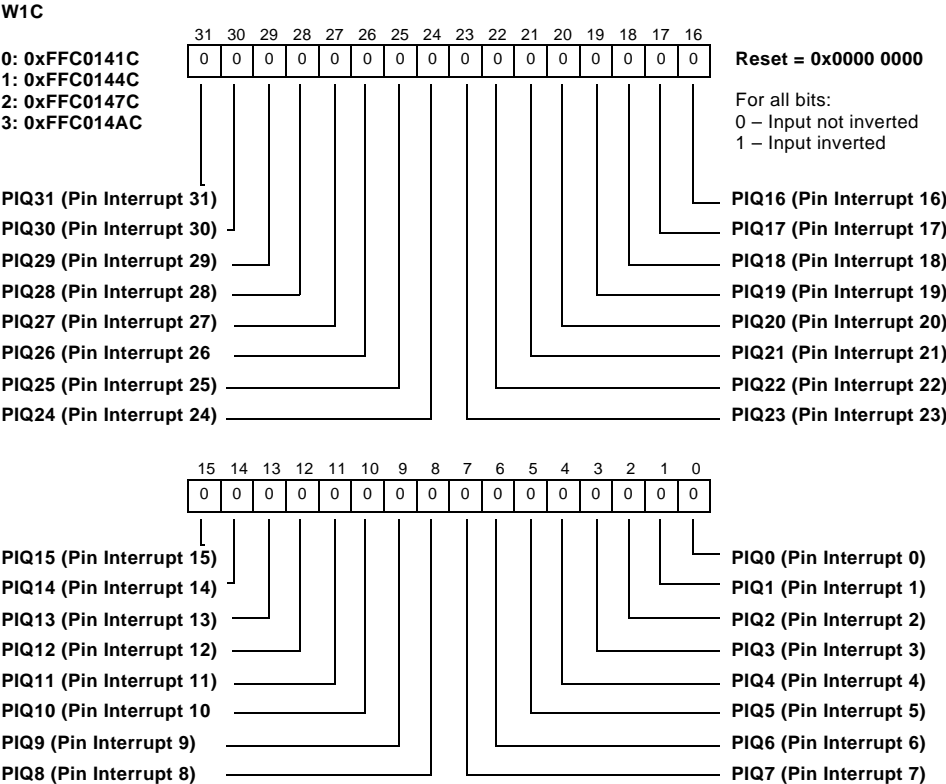 W1C
31 30 29 28 27 26 25 24 23 22 21 20 19 18 17 16
0: 0xFFC0141C
0 0 0 0 0 0 0 0 0 0 0 0 0 0 0 0
Reset = 0x0000 0000
1: 0xFFC0144C
2: 0xFFC0147C
3: 0xFFC014AC
For all bits:
0 – Input not inverted
1 – Input inverted
PIQ31 (Pin Interrupt 31)
PIQ16 (Pin Interrupt 16)
PIQ30 (Pin Interrupt 30)
PIQ17 (Pin Interrupt 17)
PIQ29 (Pin Interrupt 29)
PIQ18 (Pin Interrupt 18)
PIQ28 (Pin Interrupt 28)
PIQ19 (Pin Interrupt 19)
PIQ27 (Pin Interrupt 27)
PIQ20 (Pin Interrupt 20)
PIQ26 (Pin Interrupt 26
PIQ21 (Pin Interrupt 21)
PIQ25 (Pin Interrupt 25)
PIQ22 (Pin Interrupt 22)
PIQ24 (Pin Interrupt 24)
PIQ23 (Pin Interrupt 23)
15 14 13 12 11 10 9 8 7 6 5 4 3 2 1 0
0 0 0 0 0 0 0 0 0 0 0 0 0 0 0 0
PIQ15 (Pin Interrupt 15)
PIQ0 (Pin Interrupt 0)
PIQ14 (Pin Interrupt 14)
PIQ1 (Pin Interrupt 1)
PIQ13 (Pin Interrupt 13)
PIQ2 (Pin Interrupt 2)
PIQ12 (Pin Interrupt 12)
PIQ3 (Pin Interrupt 3)
PIQ11 (Pin Interrupt 11)
PIQ4 (Pin Interrupt 4)
PIQ10 (Pin Interrupt 10
PIQ5 (Pin Interrupt 5)
PIQ9 (Pin Interrupt 9)
PIQ6 (Pin Interrupt 6)
PIQ8 (Pin Interrupt 8)
PIQ7 (Pin Interrupt 7)